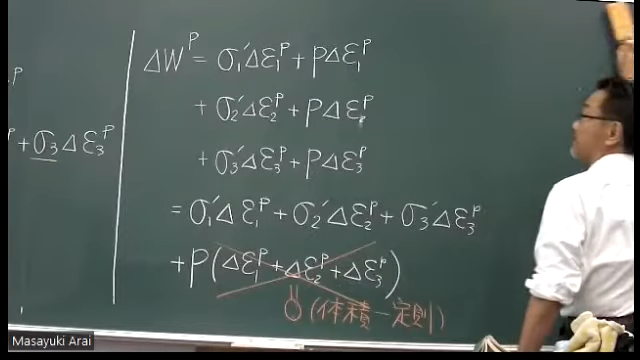 P
P + σ₃Δε₃ᴾ
ΔWᴾ = σ₁′Δε₁ᴾ + PΔε₁ᴾ
+ σ₂′Δε₂ᴾ + PΔε₂ᴾ
+ σ₃′Δε₃ᴾ + PΔε₃ᴾ
= σ₁′Δε₁ᴾ + σ₂′Δε₂ᴾ + σ₃′Δε₃ᴾ
+ P(Δε₁ᴾ + Δε₂ᴾ + Δε₃ᴾ)
0 (体積一定則)
Masayuki Arai